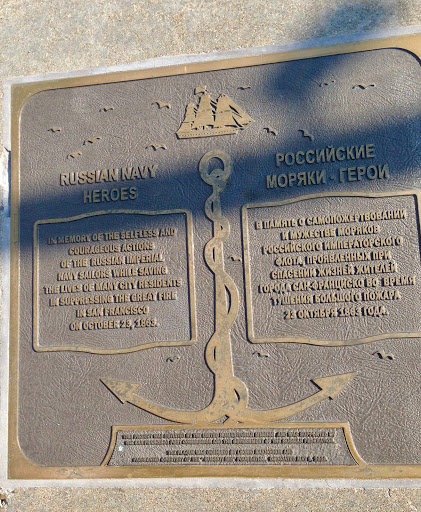 RUSSIAN NAVY
HEROES
IN MEMORY OF THE SELFLESS AND
COURAGEOUS ACTIONS
OF THE RUSSIAN IMPERIAL
NAVY SAILORS WHILE SAVING
THE LIVES OF MANY CITY RESIDENTS
IN SUPPRESSING THE GREAT FIRE
IN SAN FRANCISCO
ON OCTOBER 23, 1863.
РОССИЙСКИЕ
МОРЯКИ - ГЕРОИ
В ПАМЯТЬ О САМОПОЖЕРТВОВАНИИ
И МУЖЕСТВЕ МОРЯКОВ
РОССИЙСКОГО ИМПЕРАТОРСКОГО
ФЛОТА, ПРОЯВЛЕННЫХ ПРИ
СПАСЕНИИ ЖИЗНЕЙ ЖИТЕЛЕЙ
ГОРОДА САН-ФРАНЦИСКО ВО ВРЕМЯ
ТУШЕНИЯ БОЛЬШОГО ПОЖАРА
23 ОКТЯБРЯ 1863 ГОДА.